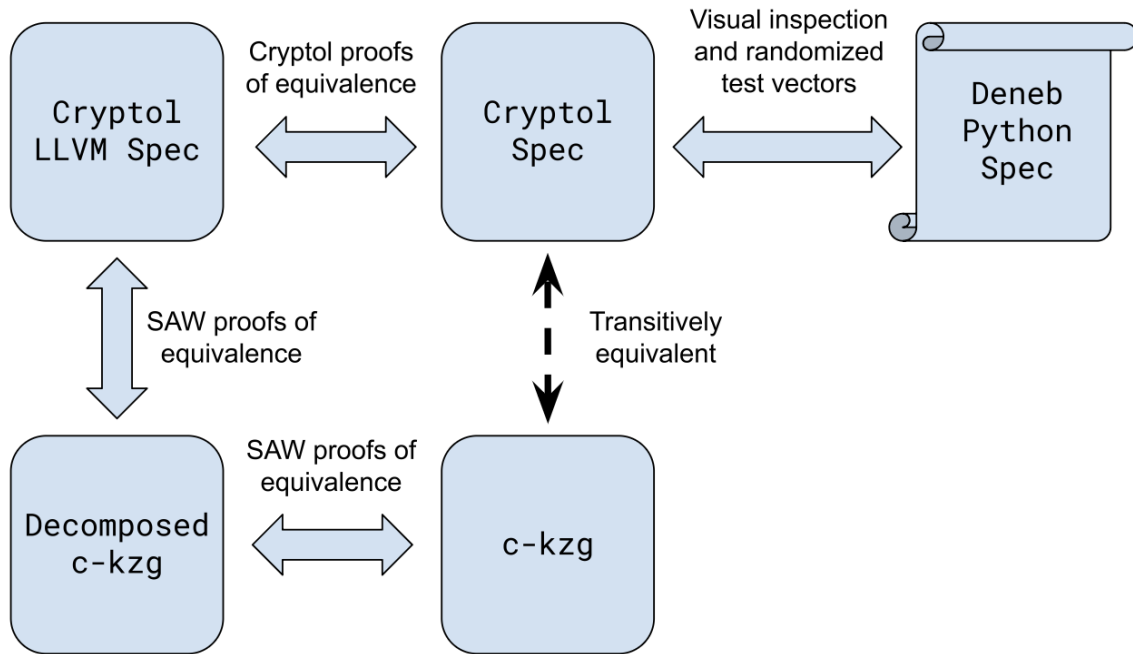 Cryptol
LLVM Spec
Cryptol proofs
of equivalence
Cryptol
Spec
Visual inspection
and randomized
test vectors
Deneb
Python
Spec
SAW proofs of
equivalence
Transitively
equivalent
Decomposed
c-kzg
SAW proofs of
equivalence
c-kzg